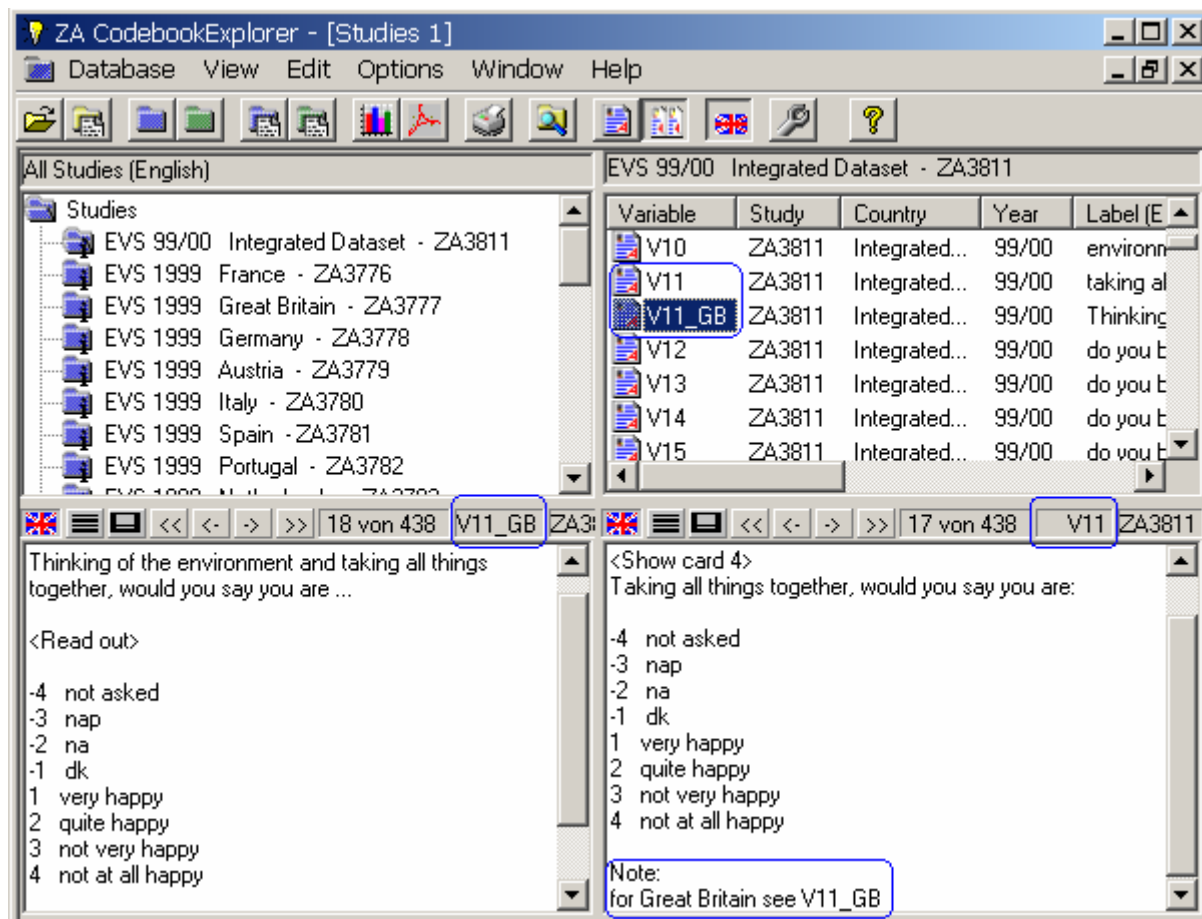 ZA CodebookExplorer - [Studies 1]
Database View Edit Options Window Help
All Studies (English)
Studies
EVS 99/00 Integrated Dataset - ZA3811
EVS 1999 France - ZA3776
EVS 1999 Great Britain - ZA3777
EVS 1999 Germany - ZA3778
EVS 1999 Austria - ZA3779
EVS 1999 Italy - ZA3780
EVS 1999 Spain - ZA3781
EVS 1999 Portugal - ZA3782
EVS 99/00 Integrated Dataset - ZA3811
Variable Study Country Year Label (E
V10 ZA3811 Integrated... 99/00 environm
V11 ZA3811 Integrated... 99/00 taking al
V11_GB ZA3811 Integrated... 99/00 Thinking
V12 ZA3811 Integrated... 99/00 do you b
V13 ZA3811 Integrated... 99/00 do you b
V14 ZA3811 Integrated... 99/00 do you b
V15 ZA3811 Integrated... 99/00 do you b
<< <- -> >> 18 von 438 V11_GB ZA3
Thinking of the environment and taking all things
together, would you say you are ...
<Read out>
-4 not asked
-3 nap
-2 na
-1 dk
1 very happy
2 quite happy
3 not very happy
4 not at all happy
<< <- -> >> 17 von 438 V11 ZA3811
<Show card 4>
Taking all things together, would you say you are:
-4 not asked
-3 nap
-2 na
-1 dk
1 very happy
2 quite happy
3 not very happy
4 not at all happy
Note:
for Great Britain see V11_GB